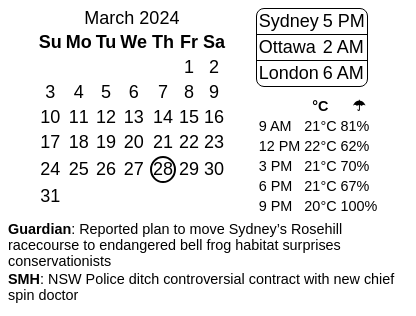 March 2024
Su Mo Tu We Th Fr Sa
1 2
3 4 5 6 7 8 9
10 11 12 13 14 15 16
17 18 19 20 21 22 23
24 25 26 27 28 29 30
31
Sydney 5 PM
Ottawa 2 AM
London 6 AM
°C ☂
9 AM 21°C 81%
12 PM 22°C 62%
3 PM 21°C 70%
6 PM 21°C 67%
9 PM 20°C 100%
Guardian: Reported plan to move Sydney's Rosehill
racecourse to endangered bell frog habitat surprises
conservationists
SMH: NSW Police ditch controversial contract with new chief
spin doctor